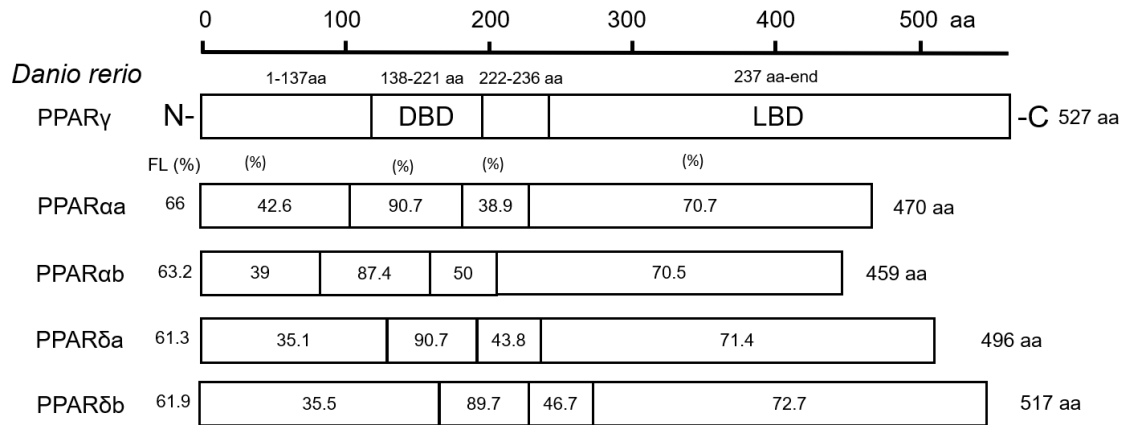 0 100 200 300 400 500 aa
Danio rerio
1-137aa 138-221 aa 222-236 aa 237 aa-end
PPARγ N- DBD LBD -C 527 aa
FL (%) (%) (%) (%) (%)
PPARαa 66 42.6 90.7 38.9 70.7 470 aa
PPARαb 63.2 39 87.4 50 70.5 459 aa
PPARδa 61.3 35.1 90.7 43.8 71.4 496 aa
PPARδb 61.9 35.5 89.7 46.7 72.7 517 aa